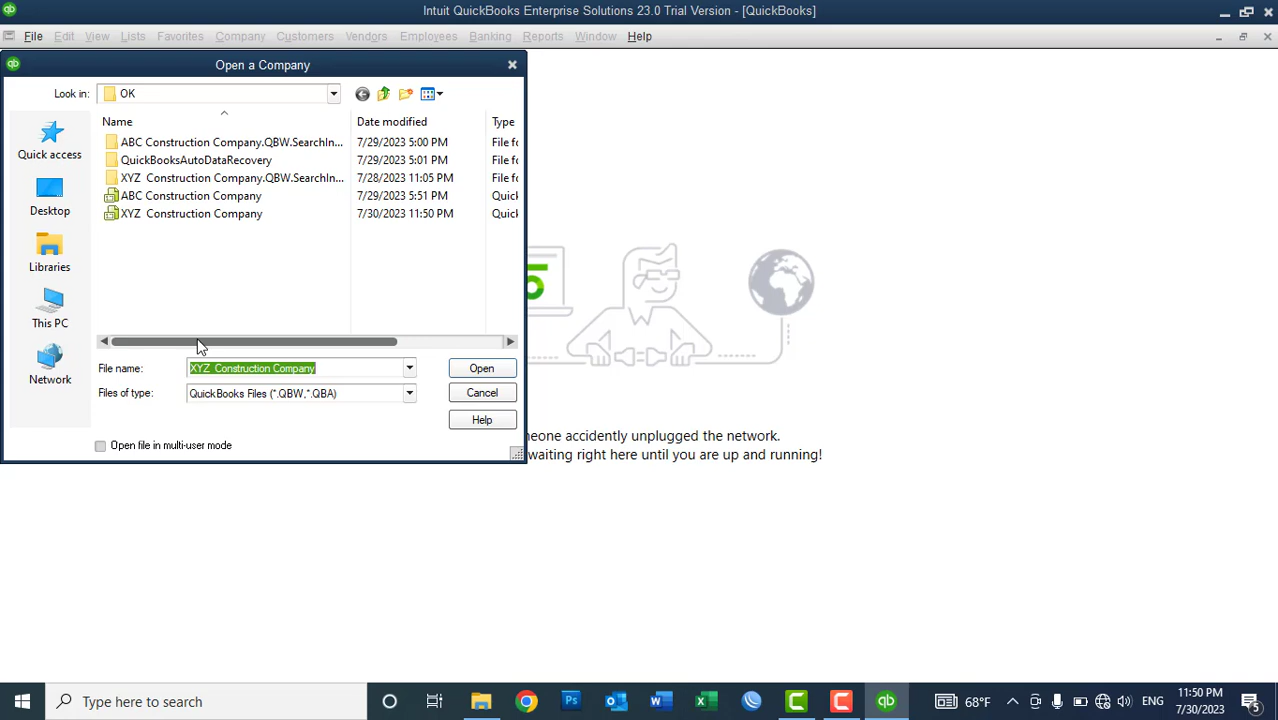 Intuit QuickBooks Enterprise Solutions 23.0 Trial Version - [QuickBooks]
File Edit View Lists Favorites Company Customers Vendors Employees Banking Reports Window Help
Open a Company
Look in: OK
Name Date modified Type
ABC Construction Company.QBW.SearchIn... 7/29/2023 5:00 PM File fo
QuickBooksAutoDataRecovery 7/29/2023 5:01 PM File fo
XYZ Construction Company.QBW.SearchIn... 7/28/2023 11:05 PM File fo
ABC Construction Company 7/29/2023 5:51 PM Quick
XYZ Construction Company 7/30/2023 11:50 PM Quick
Quick access
Desktop
Libraries
This PC
Network
File name: XYZ Construction Company Open
Files of type: QuickBooks Files (*.QBW,*.QBA) Cancel
Help
Open file in multi-user mode
5
eone accidently unplugged the network.
waiting right here until you are up and running!
Type here to search
68°F
ENG
11:50 PM
7/30/2023
5